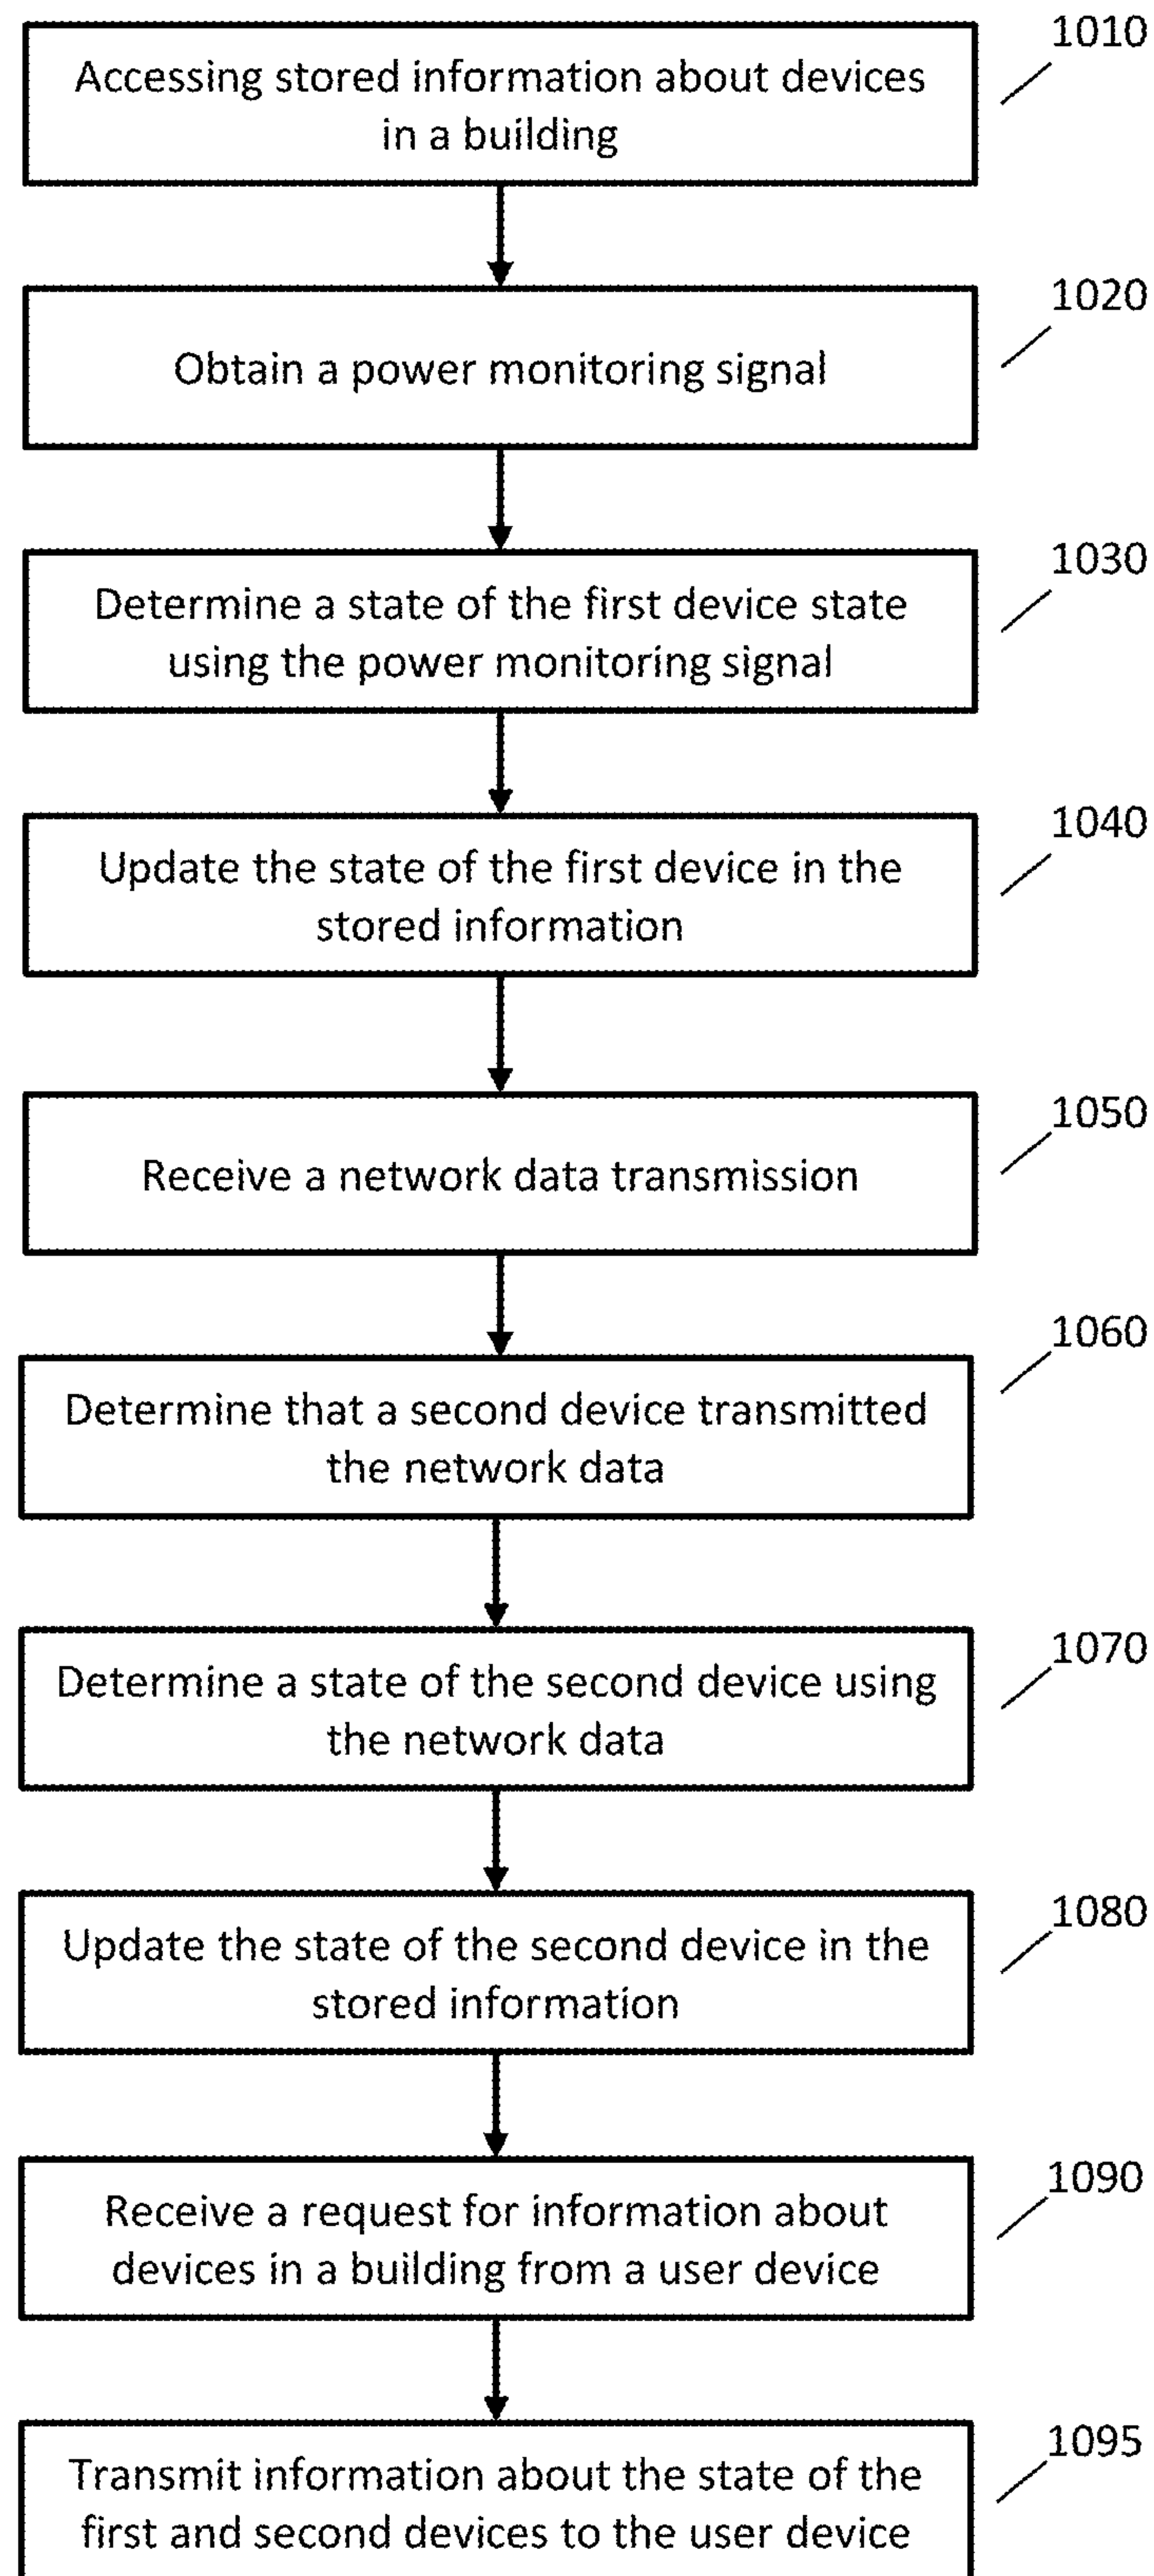 1010
Accessing stored information about devices
in a building
1020
Obtain a power monitoring signal
1030
Determine a state of the first device state
using the power monitoring signal
1040
Update the state of the first device in the
stored information
1050
Receive a network data transmission
1060
Determine that a second device transmitted
the network data
1070
Determine a state of the second device using
the network data
1080
Update the state of the second device in the
stored information
1090
Receive a request for information about
devices in a building from a user device
1095
Transmit information about the state of the
first and second devices to the user device